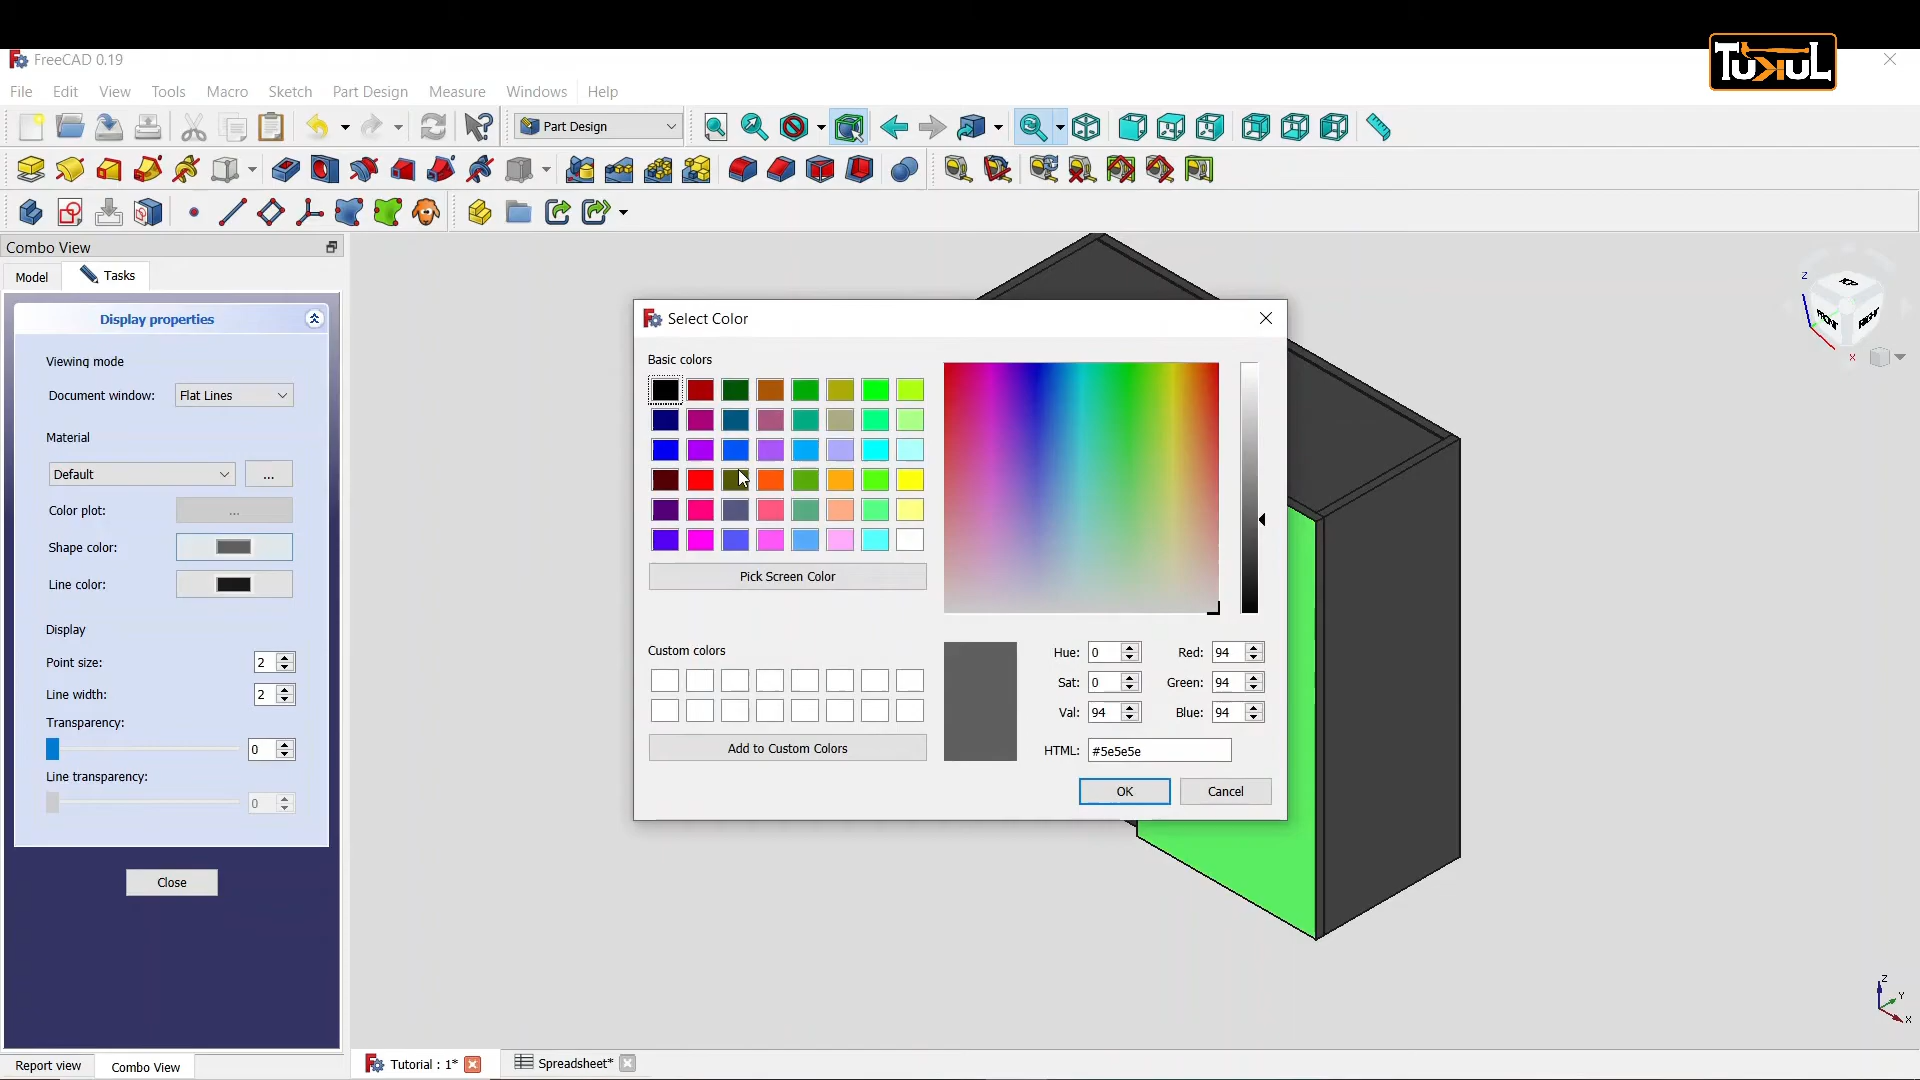 TUKUL
FreeCAD 0.19
File Edit View Tools Macro Sketch Part Design Measure Windows Help
Part Design
Combo View
Model Tasks
Display properties
Viewing mode
Document window: Flat Lines
Material
Default ...
Color plot: ...
Shape color:
Line color:
Display
Point size: 2
Line width: 2
Transparency:
0
Line transparency:
0
Close
Report view Combo View
Select Color
Basic colors
Pick Screen Color
Custom colors
Add to Custom Colors
Hue: 0 Red: 94
Sat: 0 Green: 94
Val: 94 Blue: 94
HTML: #5e5e5e
OK Cancel
TOP
FRONT RIGHT
Z
X
Z
Y
X
Tutorial : 1* Spreadsheet*